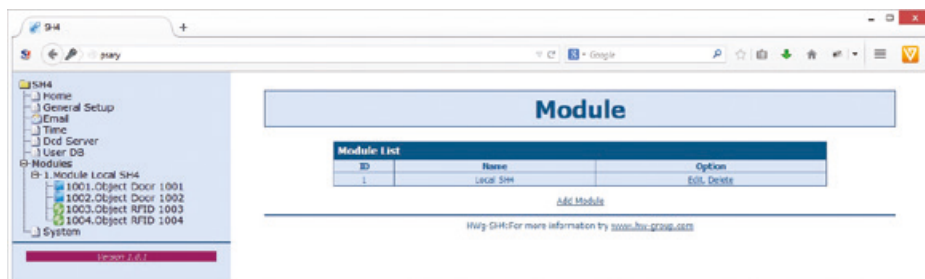 SH4
psary
Google
SH4
Home
General Setup
Email
Time
Dcd Server
User DB
Modules
1.Module Local SH4
1001.Object Door 1001
1002.Object Door 1002
1003.Object RFID 1003
1004.Object RFID 1004
System
Version 1.0.1
Module
Module List
ID Name Option
1 Local SH4 Edit, Delete
Add Module
HWg-SH4:For more information try www.hw-group.com